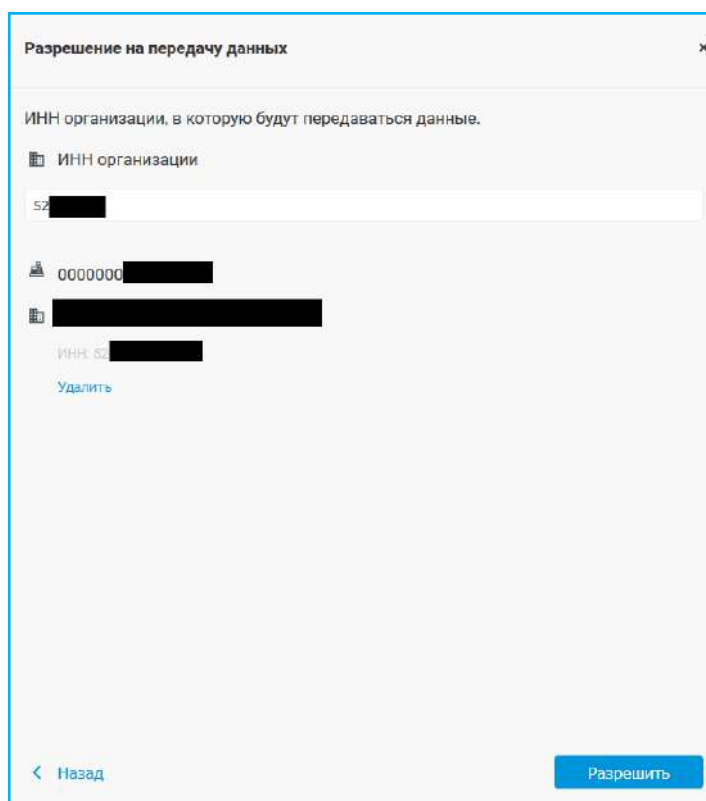 Разрешение на передачу данных
ИНН организации, в которую будут передаваться данные.
ИНН организации
52
0000000
ИНН: 52
Удалить
Назад
Разрешить